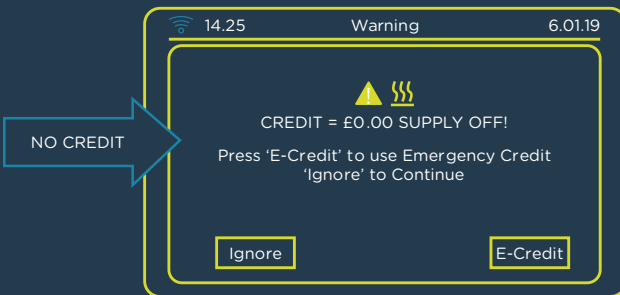 14.25 Warning 6.01.19
NO CREDIT
CREDIT = £0.00 SUPPLY OFF!
Press ‘E-Credit’ to use Emergency Credit
‘Ignore’ to Continue
Ignore E-Credit